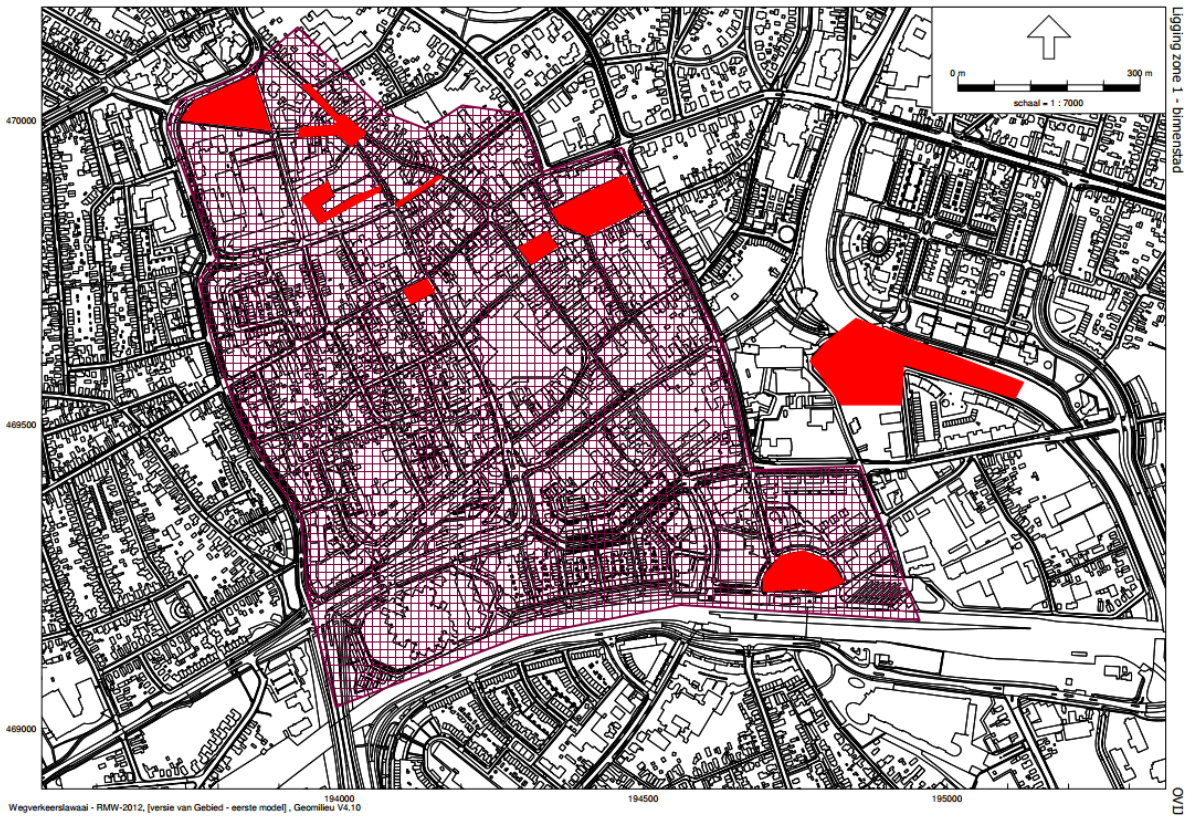 Ligging zone 1 - binnenstad
0 m
300 m
schaal = 1 : 7000
470000
469500
469000
194000
194500
195000
Wegverkeerslawaai - RMW-2012, [versie van Gebied - eerste model] , Geomilieu V4.10